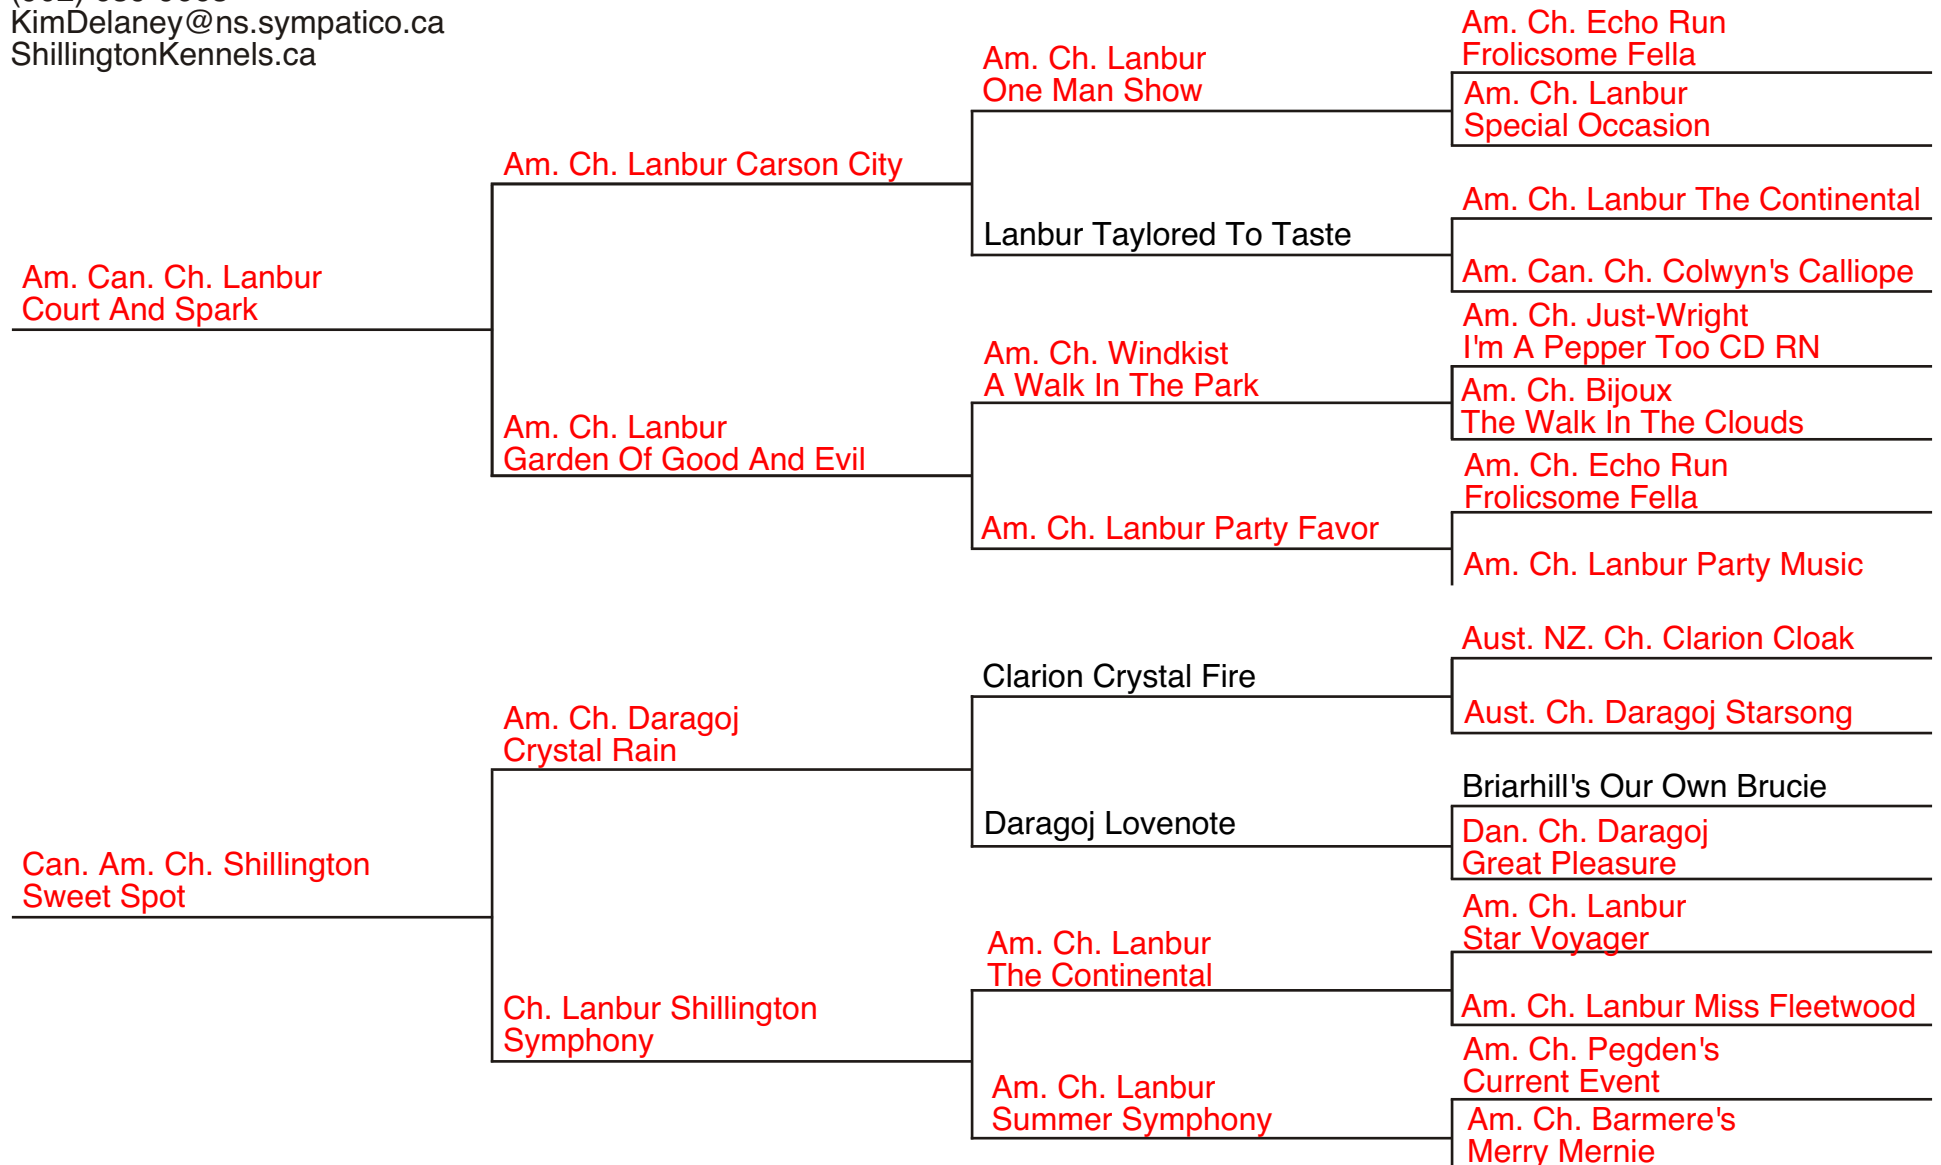 KimDelaney@ns.sympatico.ca
ShillingtonKennels.ca
Am. Can. Ch. Lanbur
Court And Spark
Can. Am. Ch. Shillington
Sweet Spot
Am. Ch. Lanbur Carson City
Am. Ch. Lanbur
Garden Of Good And Evil
Am. Ch. Daragoj
Crystal Rain
Ch. Lanbur Shillington
Symphony
Am. Ch. Lanbur
One Man Show
Lanbur Taylored To Taste
Am. Ch. Windkist
A Walk In The Park
Am. Ch. Lanbur Party Favor
Clarion Crystal Fire
Daragoj Lovenote
Am. Ch. Lanbur
The Continental
Am. Ch. Lanbur
Summer Symphony
Am. Ch. Echo Run
Frolicsome Fella
Am. Ch. Lanbur
Special Occasion
Am. Ch. Lanbur The Continental
Am. Can. Ch. Colwyn's Calliope
Am. Ch. Just-Wright
I'm A Pepper Too CD RN
Am. Ch. Bijoux
The Walk In The Clouds
Am. Ch. Echo Run
Frolicsome Fella
Am. Ch. Lanbur Party Music
Aust. NZ. Ch. Clarion Cloak
Aust. Ch. Daragoj Starsong
Briarhill's Our Own Brucie
Dan. Ch. Daragoj
Great Pleasure
Am. Ch. Lanbur
Star Voyager
Am. Ch. Lanbur Miss Fleetwood
Am. Ch. Pegden's
Current Event
Am. Ch. Barmere's
Merry Mernie